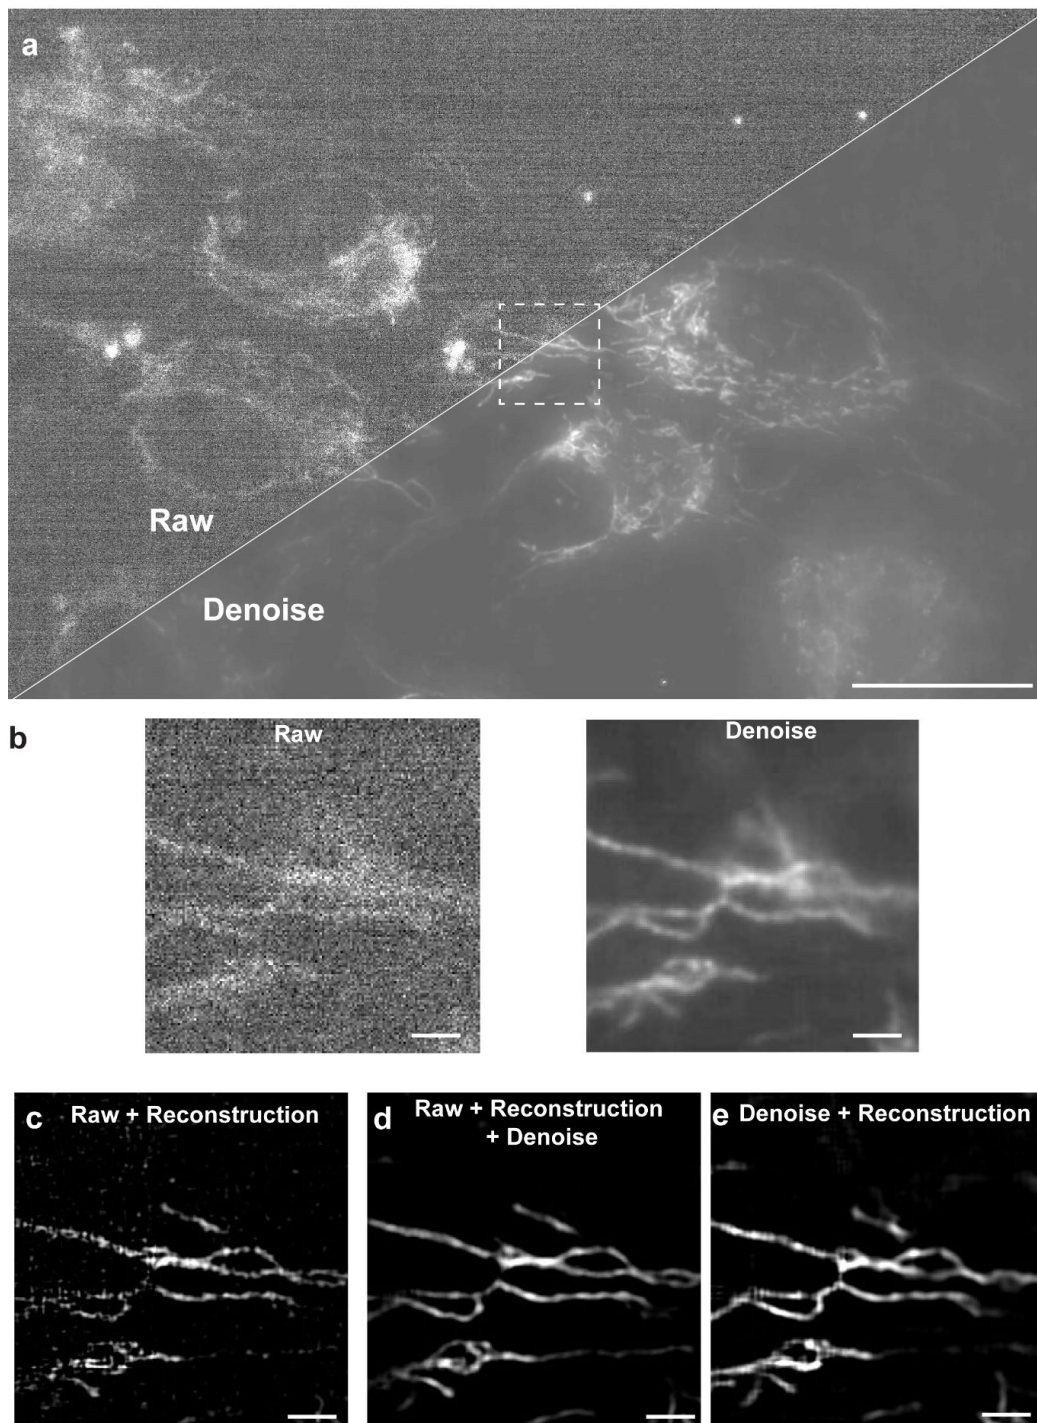 a
Raw
Denoise
b
Raw
Denoise
c
Raw + Reconstruction
d
Raw + Reconstruction
+ Denoise
e
Denoise + Reconstruction